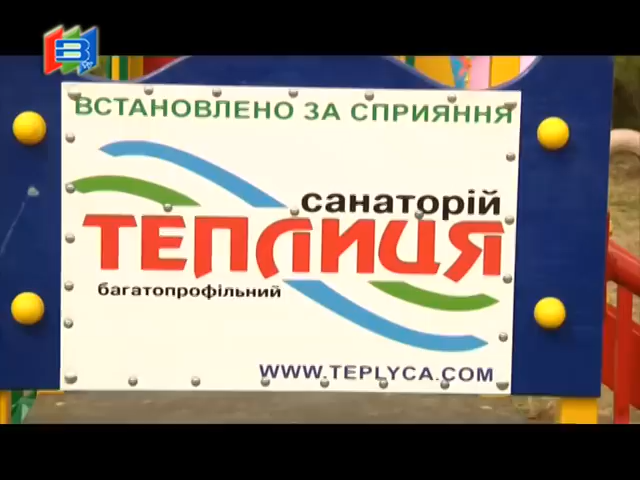 ВСТАНОВЛЕНО ЗА СПРИЯННЯ
санаторій
ТЕПЛИЦЯ
багатопрофільний
WWW.TEPLYCA.COM